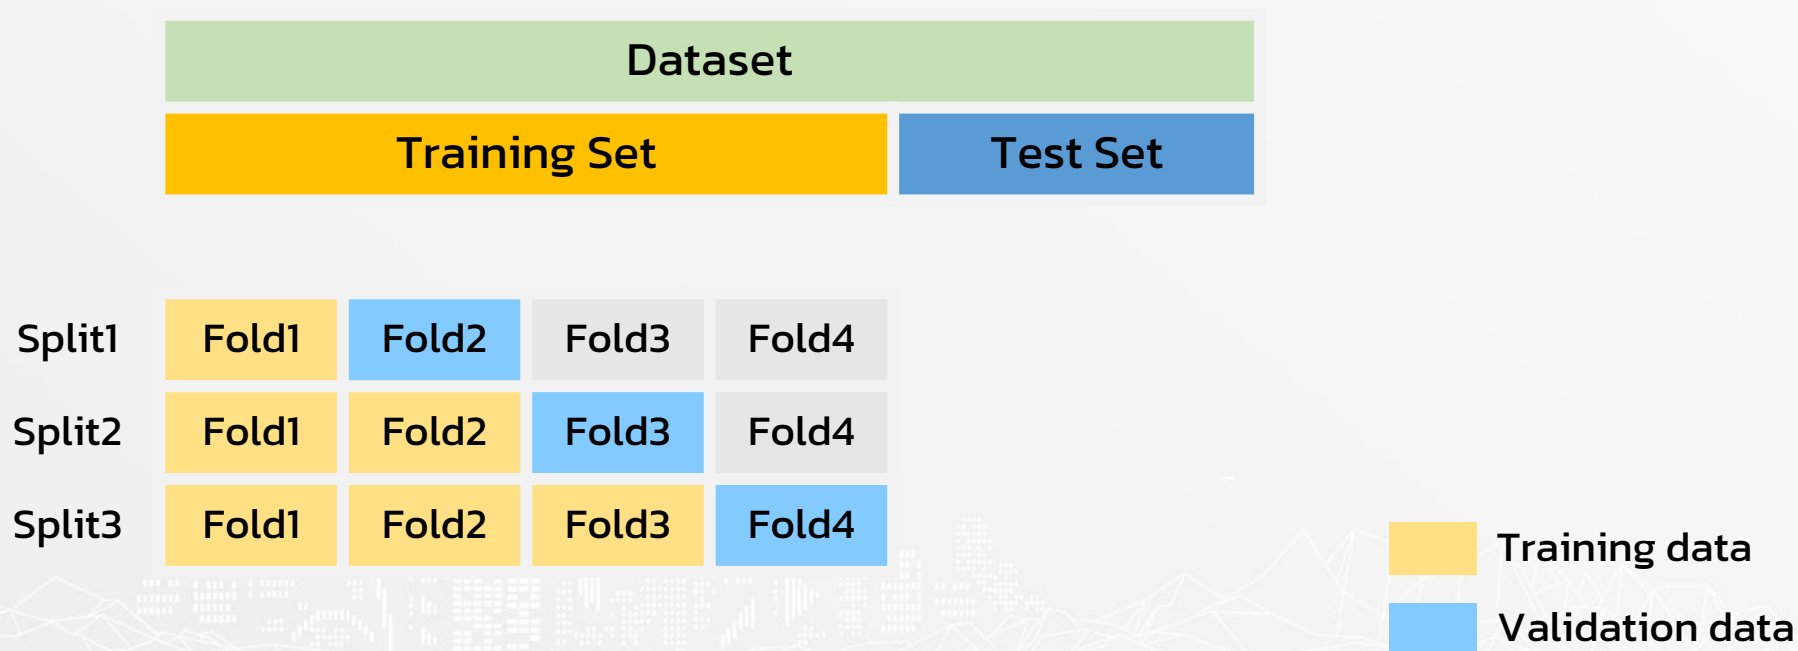 Dataset
Training Set Test Set
Split1 Fold1 Fold2 Fold3 Fold4
Split2 Fold1 Fold2 Fold3 Fold4
Split3 Fold1 Fold2 Fold3 Fold4
Training data
Validation data